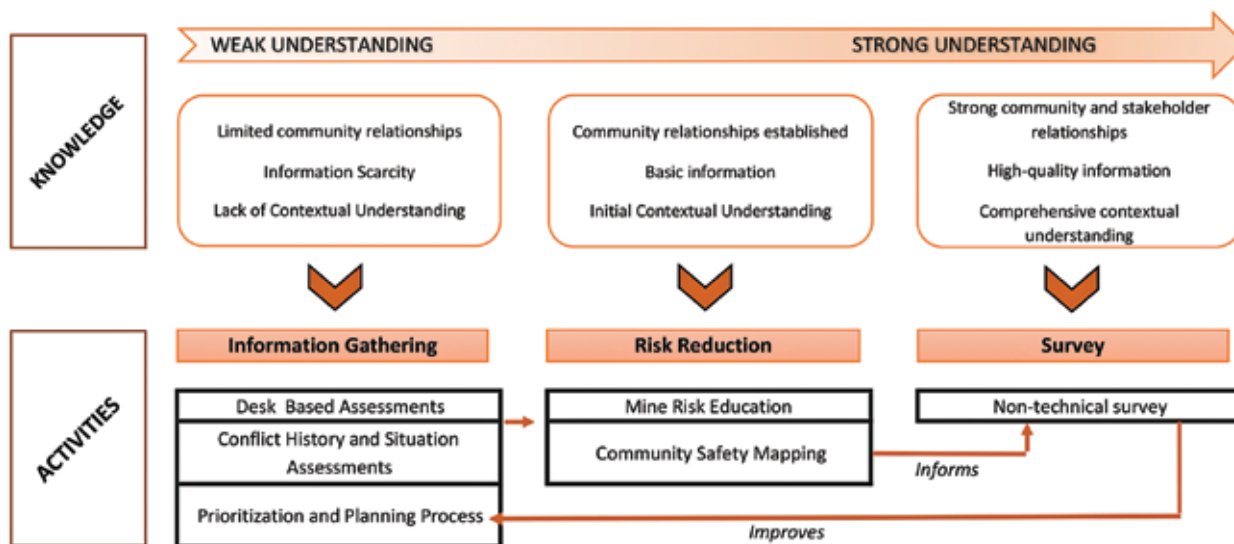 KNOWLEDGE
WEAK UNDERSTANDING
STRONG UNDERSTANDING
Limited community relationships
Information Scarcity
Lack of Contextual Understanding
Community relationships established
Basic information
Initial Contextual Understanding
Strong community and stakeholder
relationships
High-quality information
Comprehensive contextual
understanding
ACTIVITIES
Information Gathering
Desk Based Assessments
Conflict History and Situation
Assessments
Prioritization and Planning Process
Risk Reduction
Mine Risk Education
Community Safety Mapping
Informs
Survey
Non-technical survey
Improves